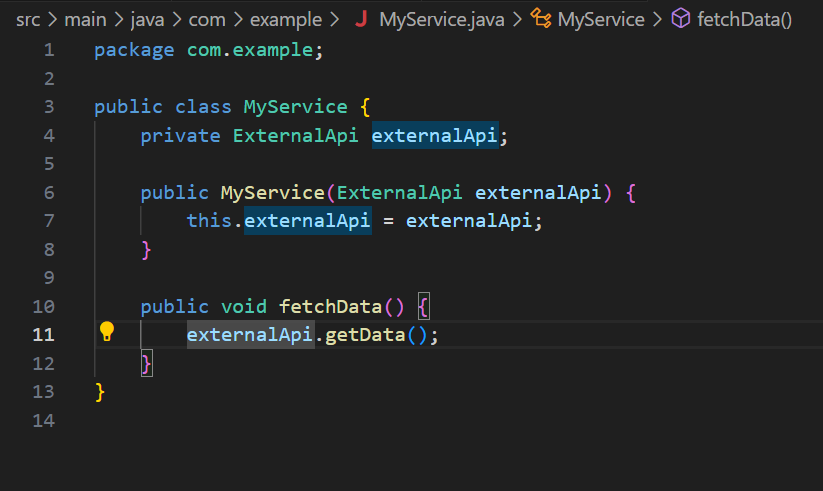 src > main > java > com > example > MyService.java > MyService > fetchData()
1 package com.example;
2
3 public class MyService {
4     private ExternalApi externalApi;
5
6     public MyService(ExternalApi externalApi) {
7         this.externalApi = externalApi;
8     }
9
10     public void fetchData() {
11         externalApi.getData();
12     }
13 }
14